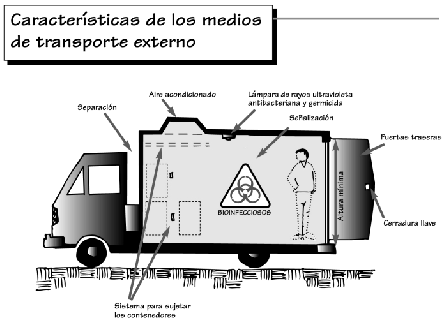 Características de los medios
de transporte externo
Aire acondicionado
Lámpara de rayos ultravioleta
antibacteriana y germicida
Separación
Señalización
Puertas traseras
BIOINFECCIOSOS
Altura mínima
Cerradura llave
Sistema para sujetar
los contenedores